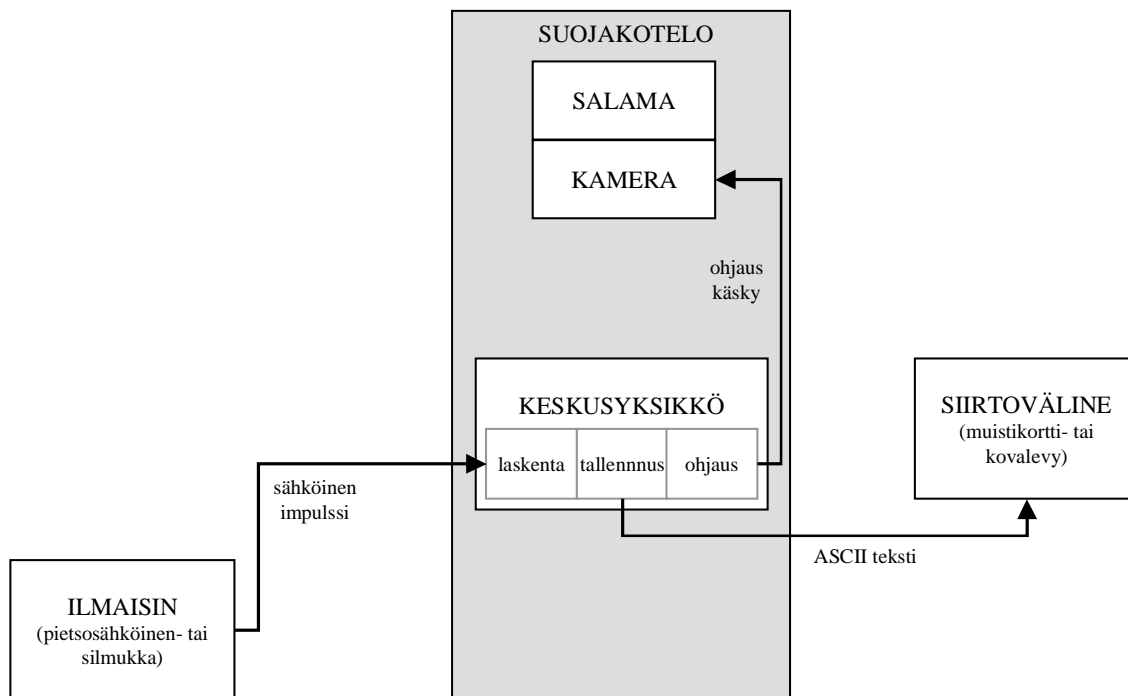 SUOJAKOTELO
SALAMA
KAMERA
ohjaus
käsky
KESKUSYKSIKKÖ
laskenta
tallennnus
ohjaus
SIIRTOVÄLINE
(muistikortti- tai
kovalevy)
sähköinen
impulssi
ASCII teksti
ILMAISIN
(pietsosähköinen- tai
silmukka)